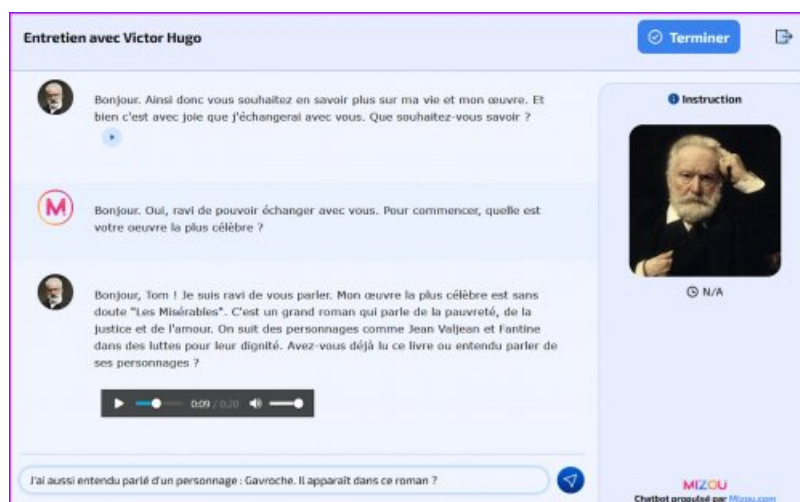 Entretien avec Victor Hugo
Terminer
Bonjour. Ainsi donc vous souhaitez en savoir plus sur ma vie et mon œuvre. Et
bien c'est avec joie que j'échangerai avec vous. Que souhaitez-vous savoir ?
Instruction
M
Bonjour. Oui, ravi de pouvoir échanger avec vous. Pour commencer, quelle est
votre oeuvre la plus célèbre ?
N/A
Bonjour, Tom ! Je suis ravi de vous parler. Mon œuvre la plus célèbre est sans
doute "Les Misérables". C'est un grand roman qui parle de la pauvreté, de la
justice et de l'amour. On suit des personnages comme Jean Valjean et Fantine
dans des luttes pour leur dignité. Avez-vous déjà lu ce livre ou entendu parler de
ses personnages ?
0:09 / 0:20
J'ai aussi entendu parlé d'un personnage : Gavroche. Il apparaît dans ce roman ?
MIZOU
Chatbot propulsé par Mizou.com